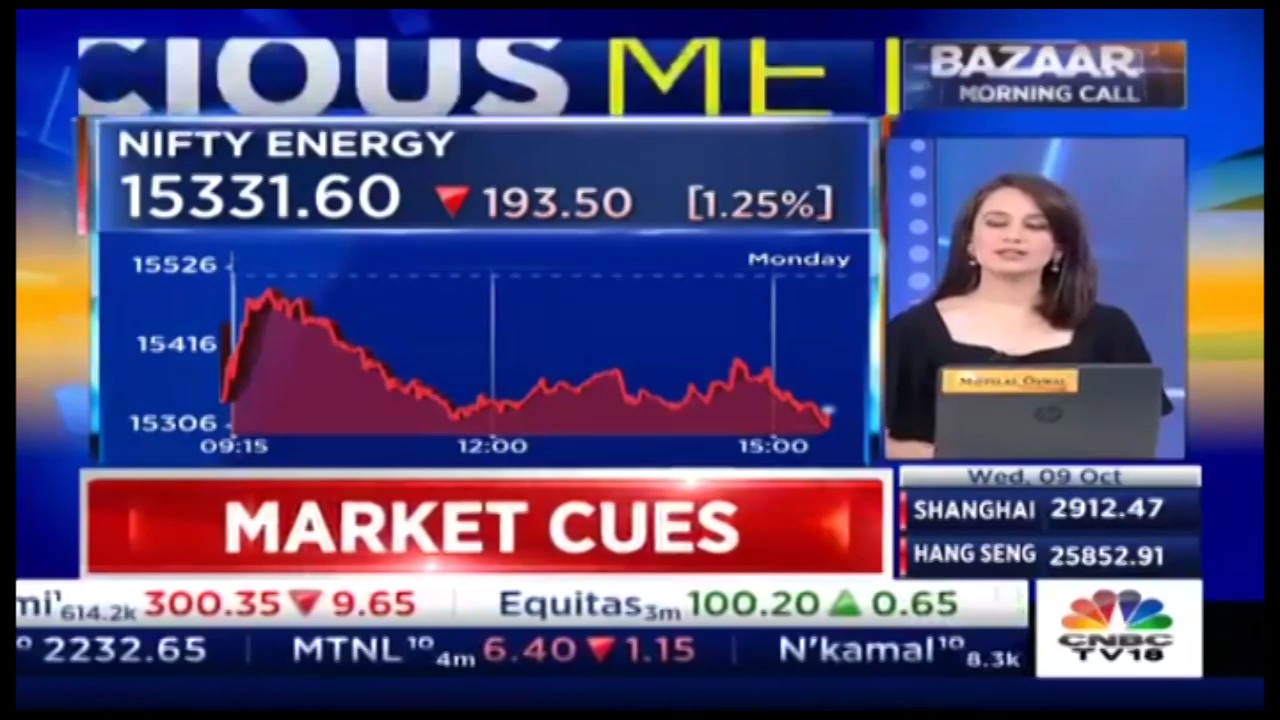 CIOUS MET
BAZAAR
MORNING CALL
NIFTY ENERGY
15331.60 ▼ 193.50 [1.25%]
Monday
15526
15416
15306
09:15 12:00 15:00
MOTILAL OSWAL
MARKET CUES
Wed, 09 Oct
SHANGHAI 2912.47
HANG SENG 25852.91
614.2k 300.35 ▼ 9.65 Equitas 3m 100.20 ▲ 0.65
2232.65 MTNL 10 4m 6.40 ▼ 1.15 N'kamal 10 8.3k
CNBC
TV18